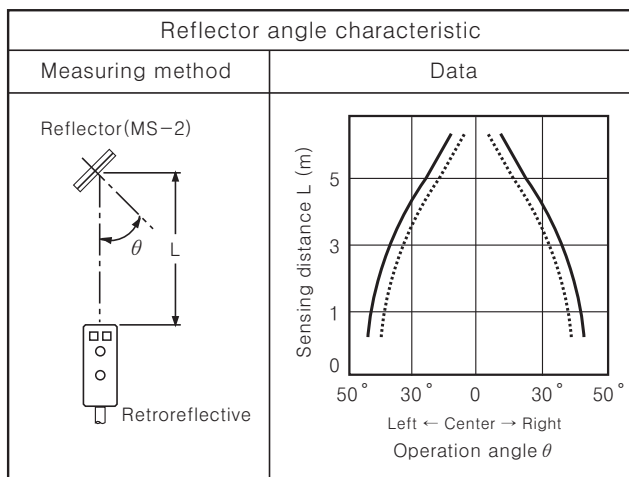 Reflector angle characteristic
Measuring method
Data
Reflector(MS-2)
θ
L
Retroreflective
Sensing distance L (m)
5
3
1
0
50° 30° 0 30° 50°
Left ← Center → Right
Operation angle θ